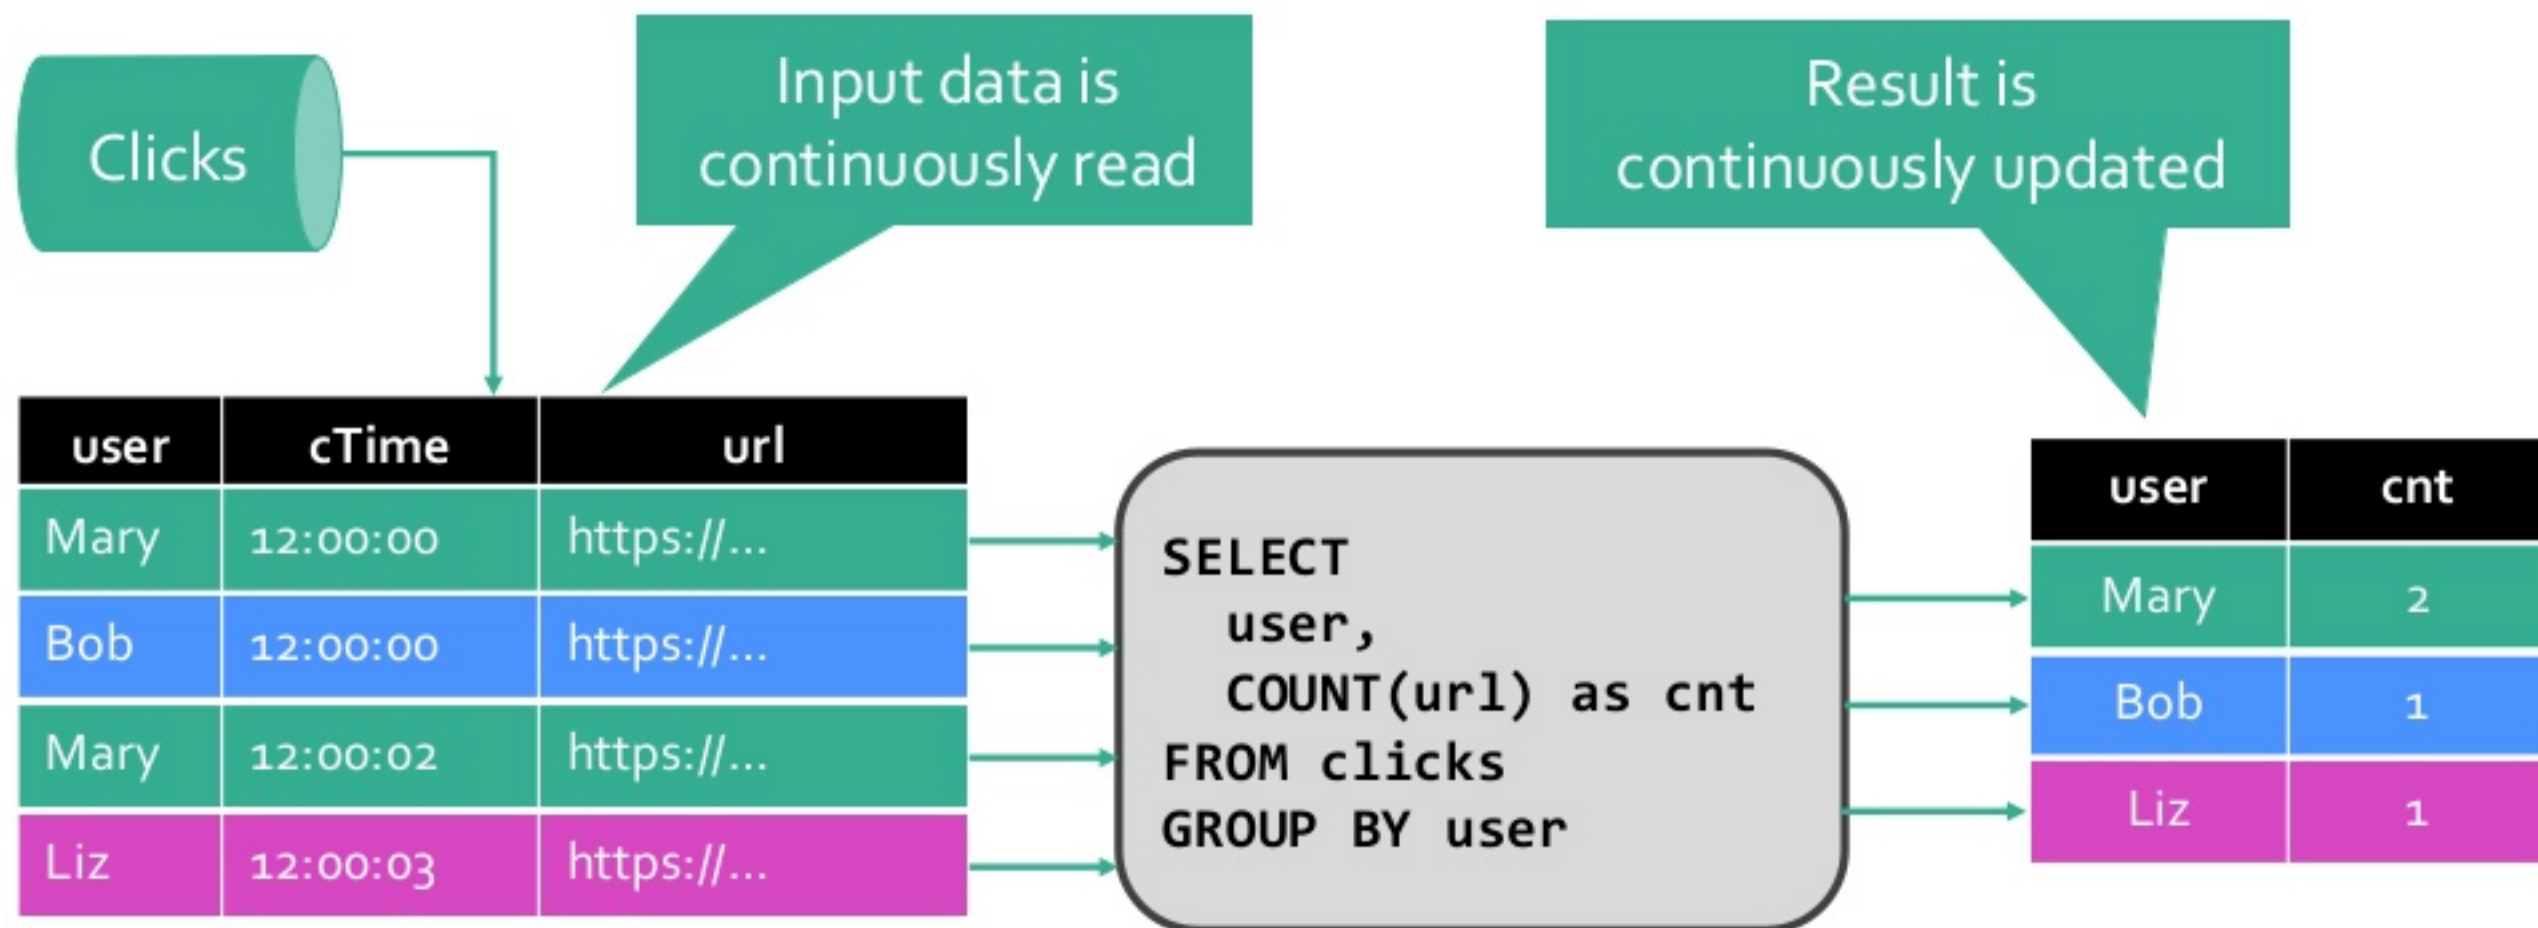 Clicks
Input data is
continuously read
Result is
continuously updated
user cTime url
Mary 12:00:00 https://...
Bob 12:00:00 https://...
Mary 12:00:02 https://...
Liz 12:00:03 https://...
SELECT
user,
COUNT(url) as cnt
FROM clicks
GROUP BY user
user cnt
Mary 2
Bob 1
Liz 1